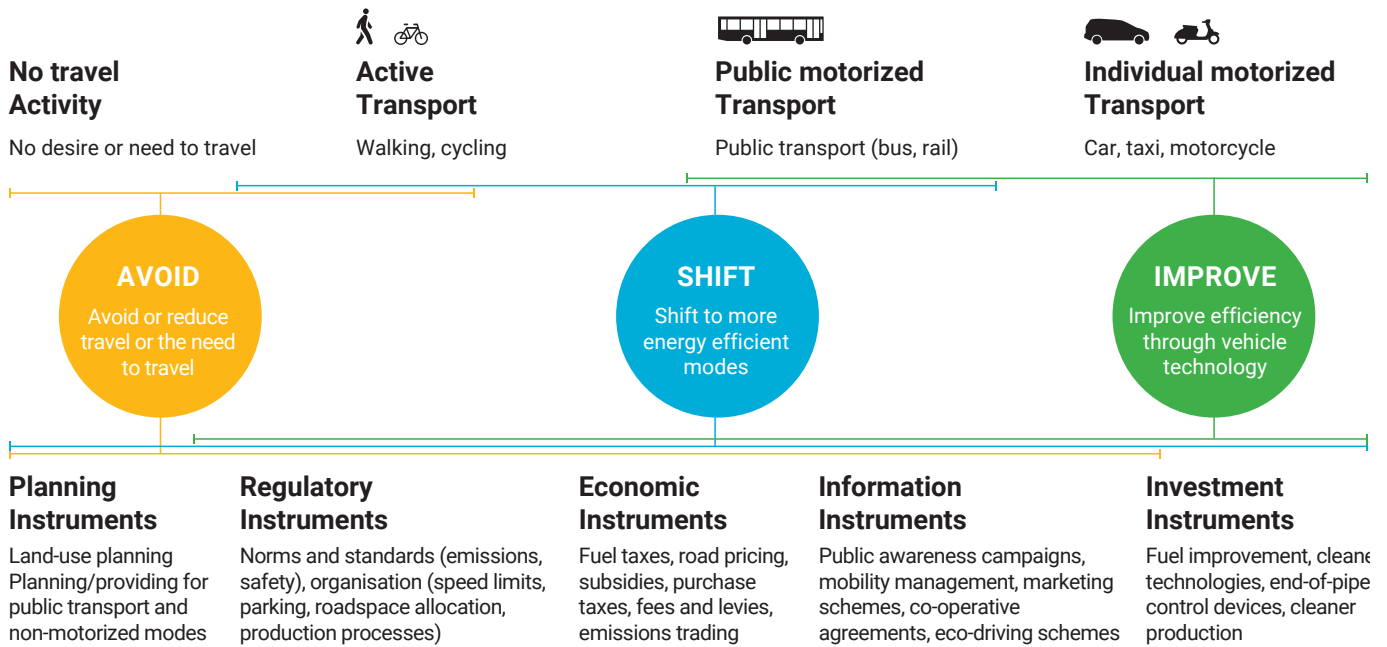 No travel
Activity
No desire or need to travel
Active
Transport
Walking, cycling
Public motorized
Transport
Public transport (bus, rail)
Individual motorized
Transport
Car, taxi, motorcycle
AVOID
Avoid or reduce
travel or the need
to travel
SHIFT
Shift to more
energy efficient
modes
IMPROVE
Improve efficiency
through vehicle
technology
Planning
Instruments
Land-use planning
Planning/providing for
public transport and
non-motorized modes
Regulatory
Instruments
Norms and standards (emissions,
safety), organisation (speed limits,
parking, roadspace allocation,
production processes)
Economic
Instruments
Fuel taxes, road pricing,
subsidies, purchase
taxes, fees and levies,
emissions trading
Information
Instruments
Public awareness campaigns,
mobility management, marketing
schemes, co-operative
agreements, eco-driving schemes
Investment
Instruments
Fuel improvement, cleane
technologies, end-of-pipe
control devices, cleaner
production